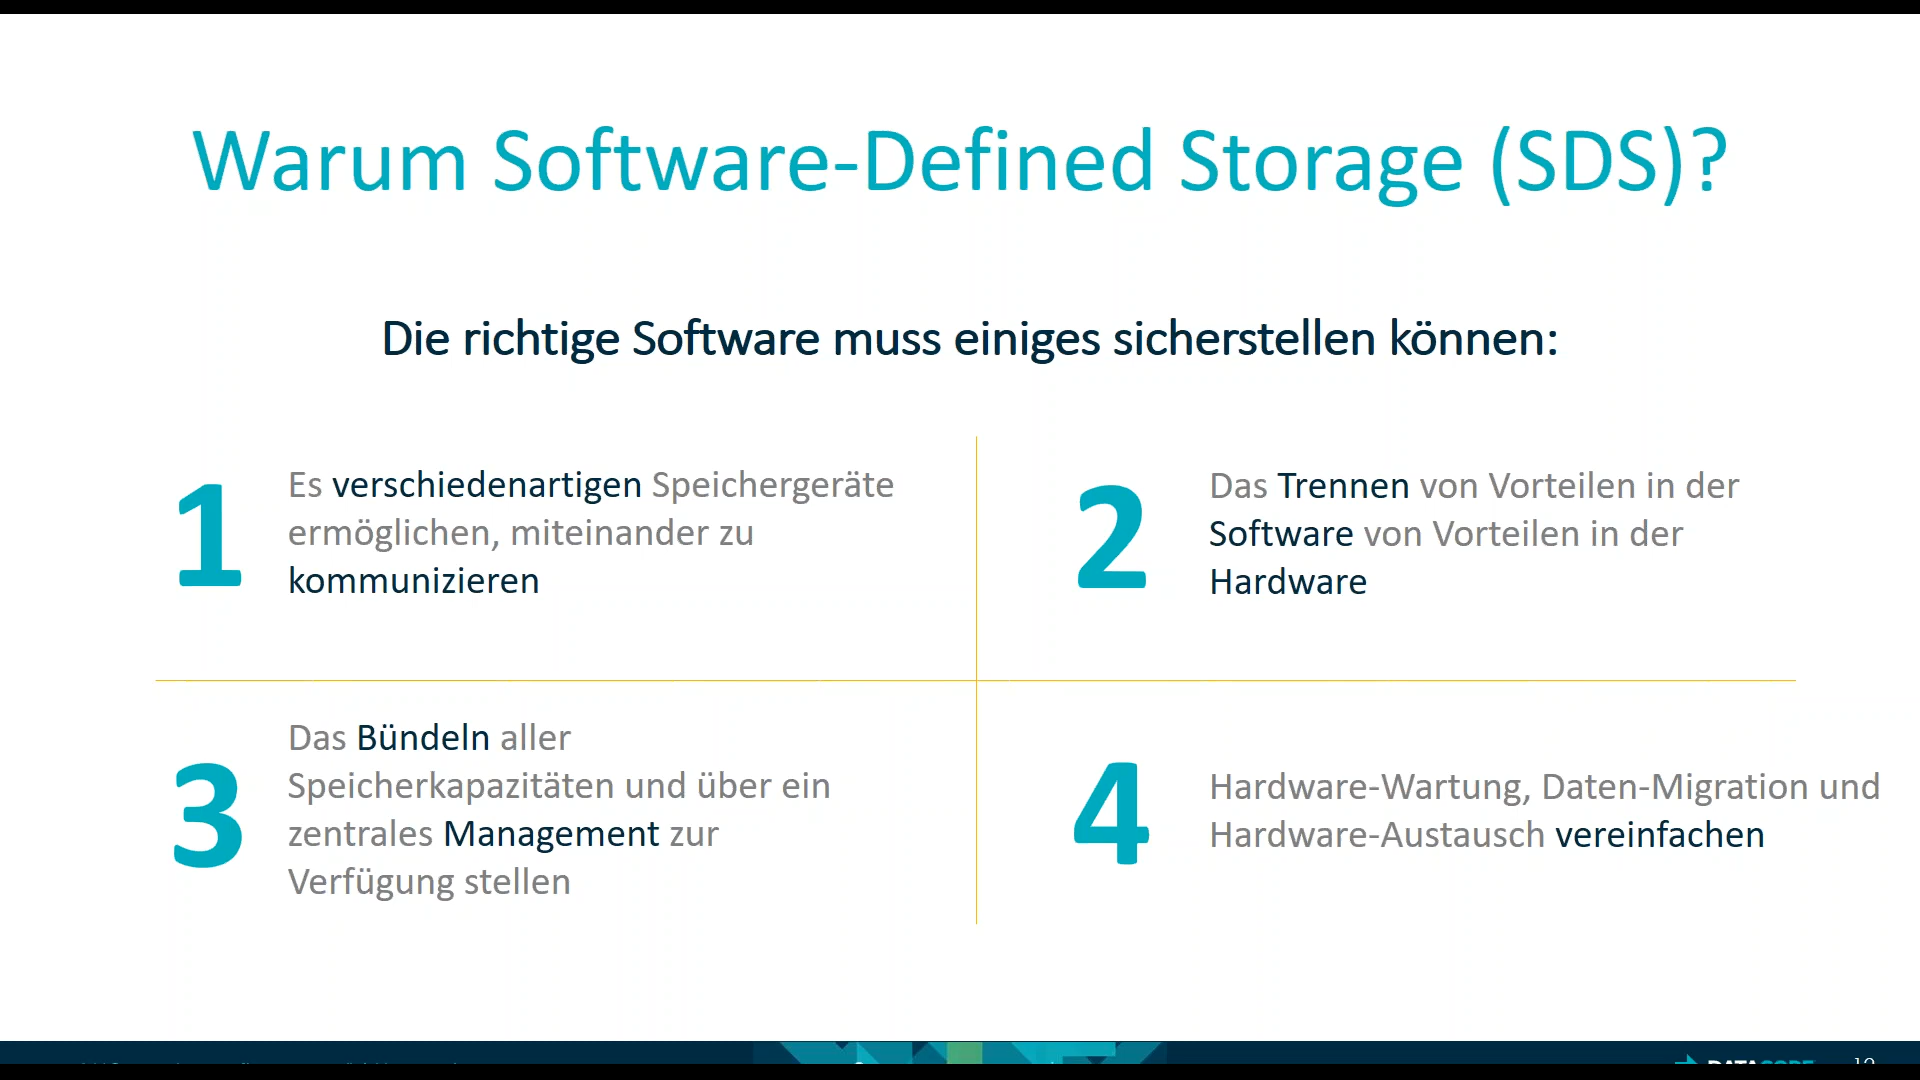 Warum Software-Defined Storage (SDS)?
Die richtige Software muss einiges sicherstellen können:
1
Es verschiedenartigen Speichergeräte
ermöglichen, miteinander zu
kommunizieren
2
Das Trennen von Vorteilen in der
Software von Vorteilen in der
Hardware
3
Das Bündeln aller
Speicherkapazitäten und über ein
zentrales Management zur
Verfügung stellen
4
Hardware-Wartung, Daten-Migration und
Hardware-Austausch vereinfachen
DATACORE